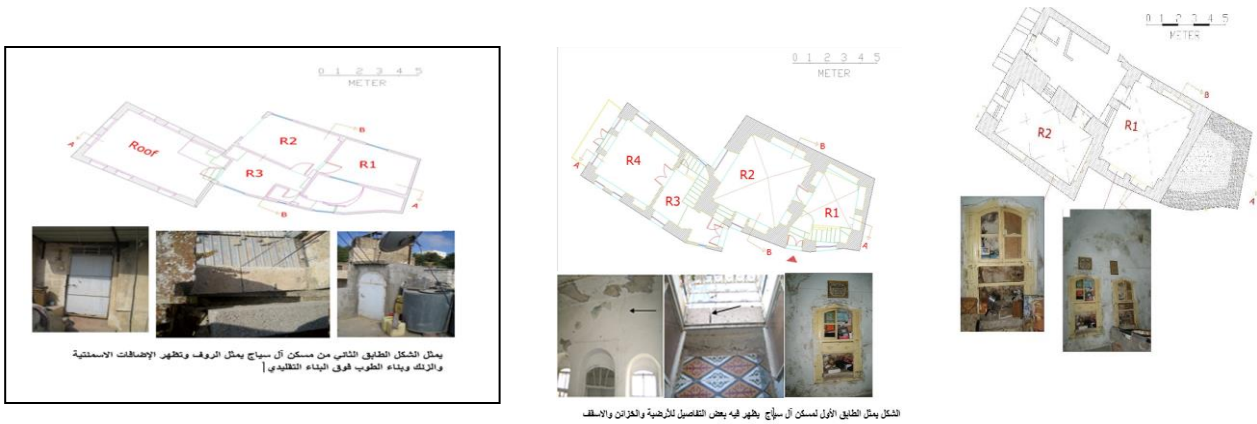 0 1 2 3 4 5
METER
Roof
R2
R1
R3
A
B
B
A
يمثل الشكل الطابق الثاني من مسكن آل سياج يمثل الروف وتظهر الإضافات الاسمنتية
والزنك وبناء الطوب فوق البناء التقليدي
0 1 2 3 4 5
METER
R4
R2
R3
R1
A
B
B
A
الشكل يمثل الطابق الأول لمسكن آل سياج يظهر فيه بعض التفاصيل للأرضية والخزائن والاسقف
0 1 2 3 4 5
METER
R1
R2
B
A